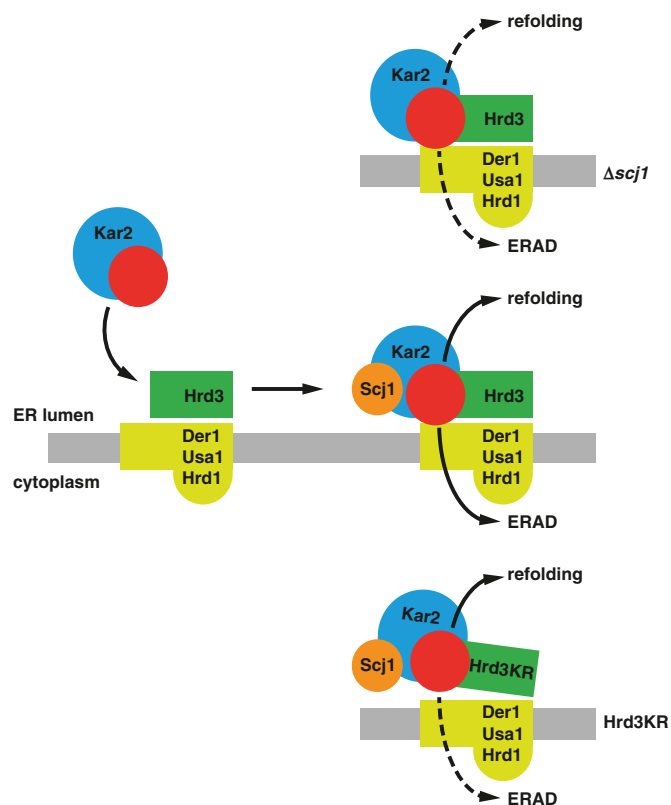 refolding
Kar2
Hrd3
Der1
Usa1
Hrd1
Δscj1
ERAD
Kar2
Hrd3
ER lumen
Der1
Usa1
Hrd1
cytoplasm
refolding
Kar2
Scj1
Hrd3
Der1
Usa1
Hrd1
ERAD
refolding
Kar2
Scj1
Hrd3KR
Der1
Usa1
Hrd1
Hrd3KR
ERAD